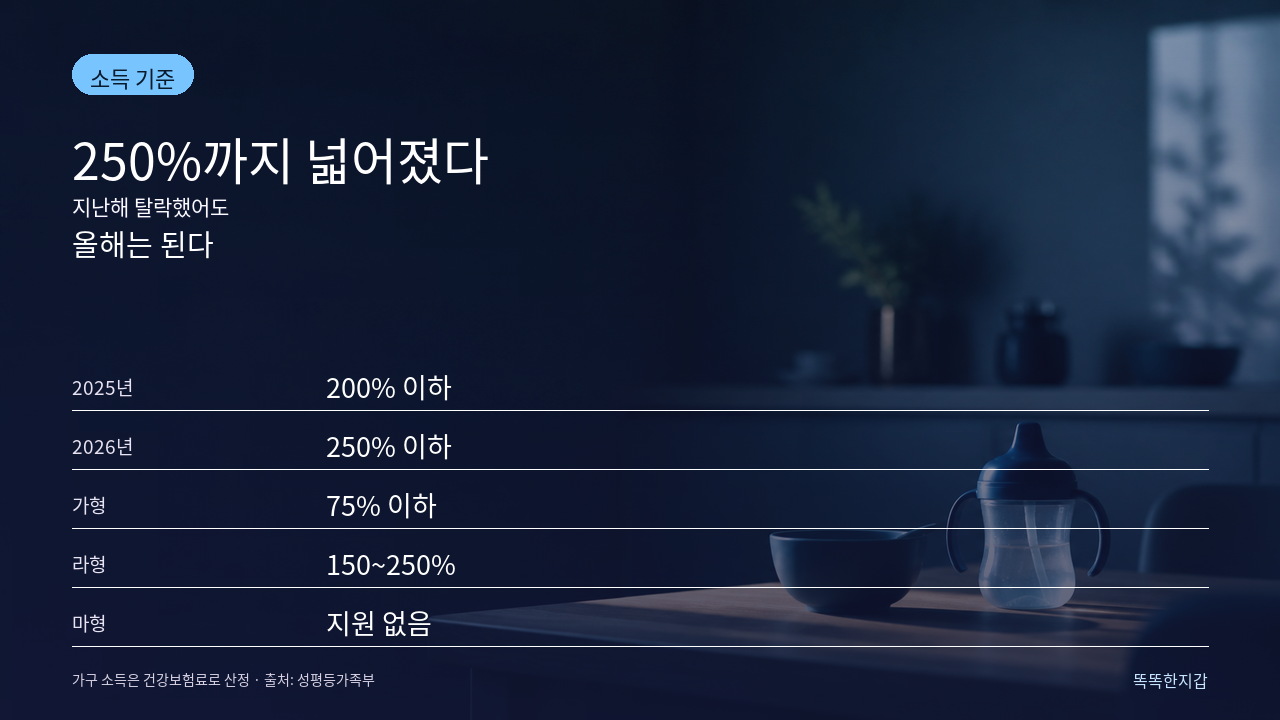 소득 기준
250%까지 넓어졌다
지난해 탈락했어도
올해는 된다
2025년 200% 이하
2026년 250% 이하
가형 75% 이하
라형 150~250%
마형 지원 없음
가구 소득은 건강보험료로 산정 · 출처: 성평등가족부
똑똑한지갑